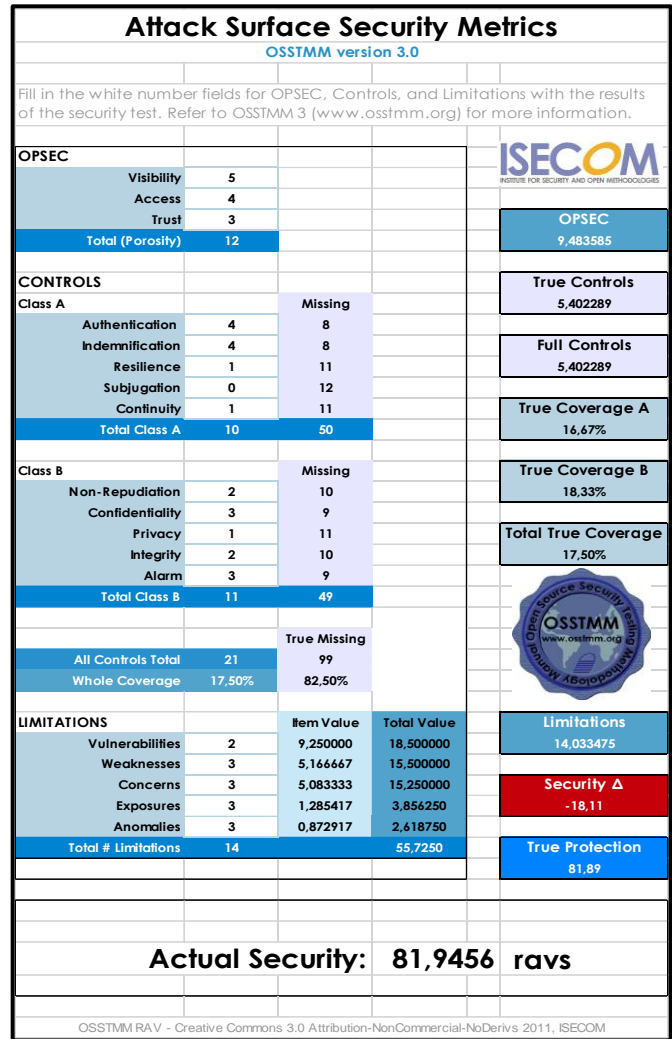 Attack Surface Security Metrics
OSSTMM version 3.0
Fill in the white number fields for OPSEC, Controls, and Limitations with the results
of the security test. Refer to OSSTMM 3 (www.osstmm.org) for more information.
ISECOM
INSTITUTE FOR SECURITY AND OPEN METHODOLOGIES
OPSEC
Visibility 5
Access 4
Trust 3
Total (Porosity) 12
OPSEC
9,483585
CONTROLS
Class A Missing
Authentication 4 8
Indemnification 4 8
Resilience 1 11
Subjugation 0 12
Continuity 1 11
Total Class A 10 50
True Controls
5,402289
Full Controls
5,402289
True Coverage A
16,67%
Class B Missing
Non-Repudiation 2 10
Confidentiality 3 9
Privacy 1 11
Integrity 2 10
Alarm 3 9
Total Class B 11 49
True Coverage B
18,33%
Total True Coverage
17,50%
Open Source Security Testing Methodology Manual
OSSTMM
www.osstmm.org
True Missing
All Controls Total 21 99
Whole Coverage 17,50% 82,50%
LIMITATIONS Item Value Total Value
Vulnerabilities 2 9,250000 18,500000
Weaknesses 3 5,166667 15,500000
Concerns 3 5,083333 15,250000
Exposures 3 1,285417 3,856250
Anomalies 3 0,872917 2,618750
Total # Limitations 14 55,7250
Limitations
14,033475
Security Δ
-18,11
True Protection
81,89
Actual Security: 81,9456 ravs
OSSTMM RAV - Creative Commons 3.0 Attribution-NonCommercial-NoDerivs 2011, ISECOM